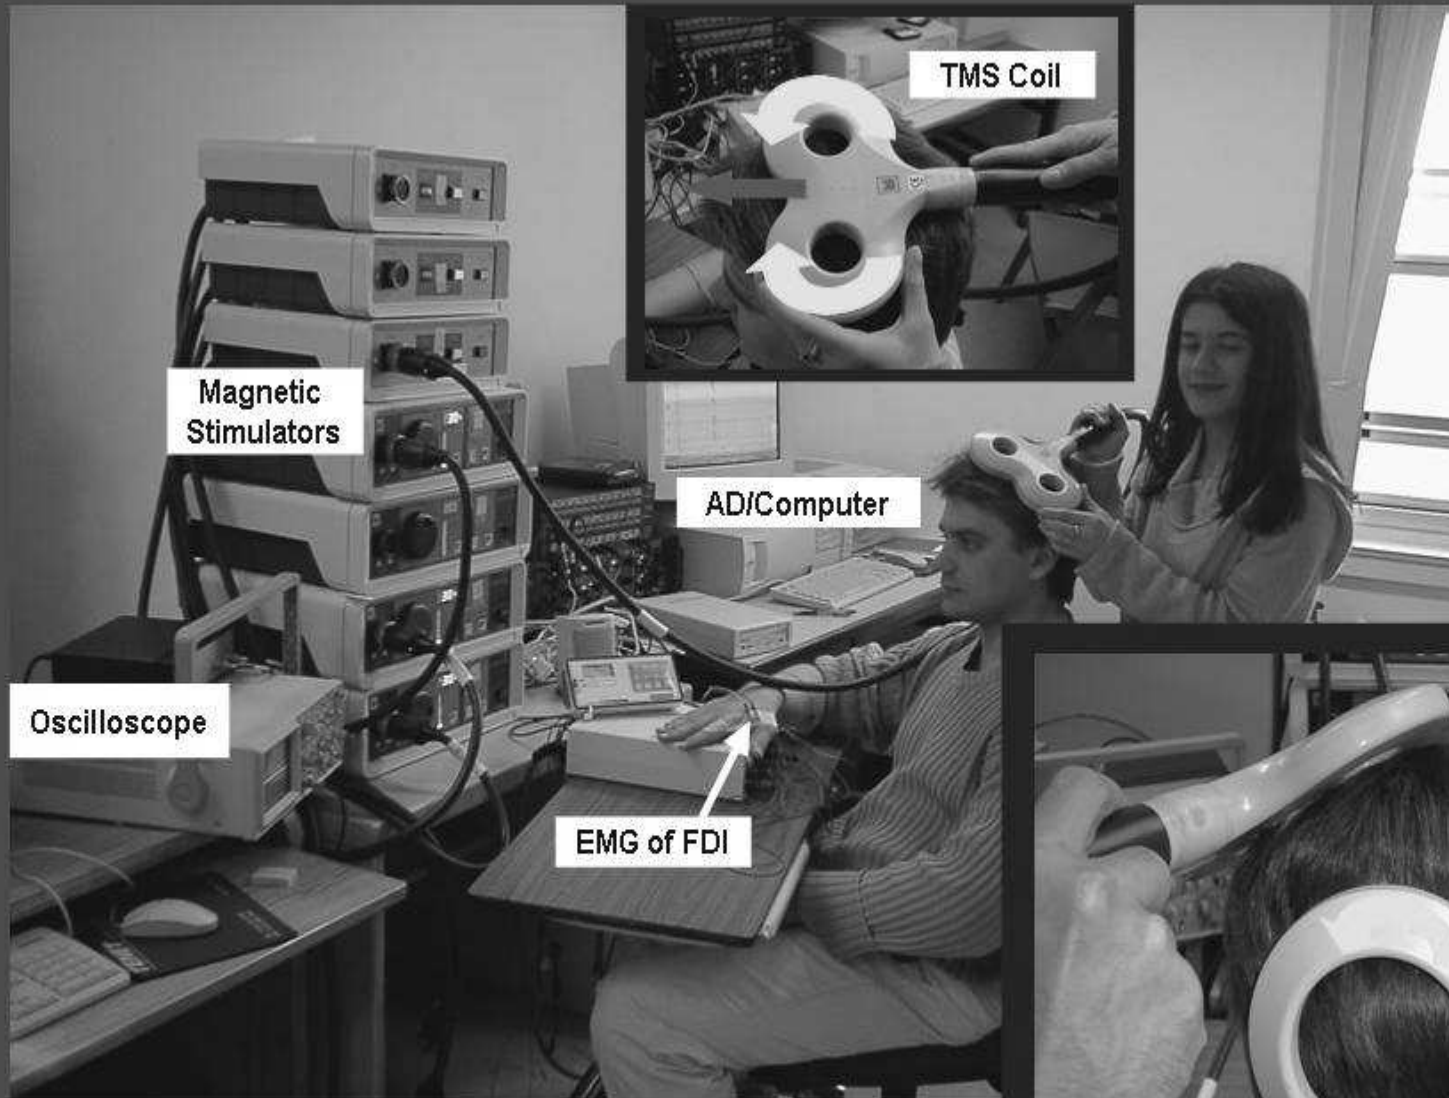 TMS Coil
Magnetic
Stimulators
AD/Computer
Oscilloscope
EMG of FDI